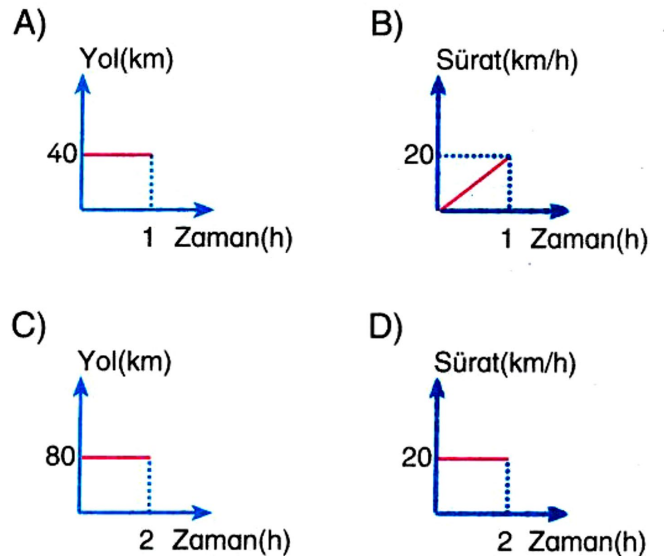 A)
Yol(km)
40
1 Zaman(h)
B)
Sürat(km/h)
20
1 Zaman(h)
C)
Yol(km)
80
2 Zaman(h)
D)
Sürat(km/h)
20
2 Zaman(h)